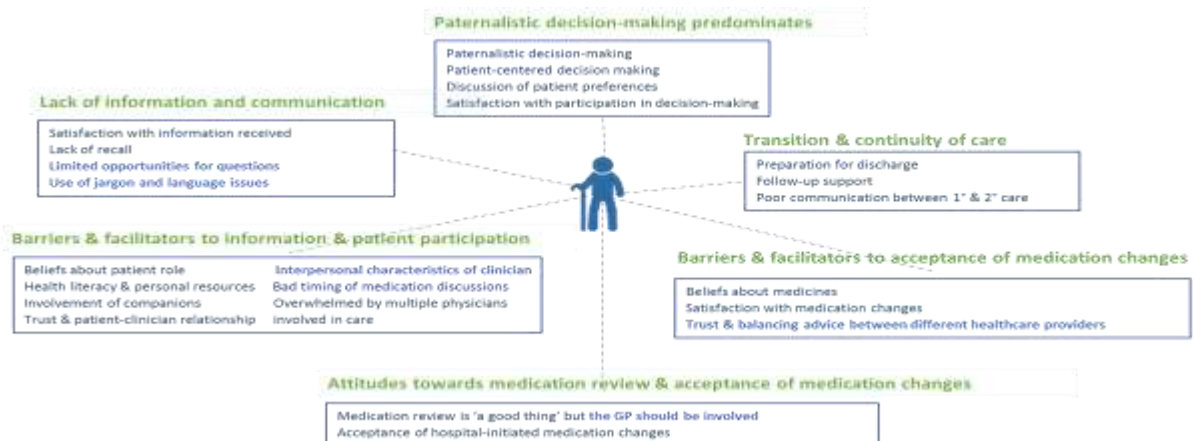 Paternalistic decision-making predominates
Paternalistic decision-making
Patient-centered decision making
Discussion of patient preferences
Satisfaction with participation in decision-making
Lack of information and communication
Satisfaction with information received
Lack of recall
Limited opportunities for questions
Use of jargon and language issues
Transition & continuity of care
Preparation for discharge
Follow-up support
Poor communication between 1° & 2° care
Barriers & facilitators to information & patient participation
Beliefs about patient role
Health literacy & personal resources
Involvement of companions
Trust & patient-clinician relationship
Interpersonal characteristics of clinician
Bad timing of medication discussions
Overwhelmed by multiple physicians
involved in care
Barriers & facilitators to acceptance of medication changes
Beliefs about medicines
Satisfaction with medication changes
Trust & balancing advice between different healthcare providers
Attitudes towards medication review & acceptance of medication changes
Medication review is 'a good thing' but the GP should be involved
Acceptance of hospital-initiated medication changes